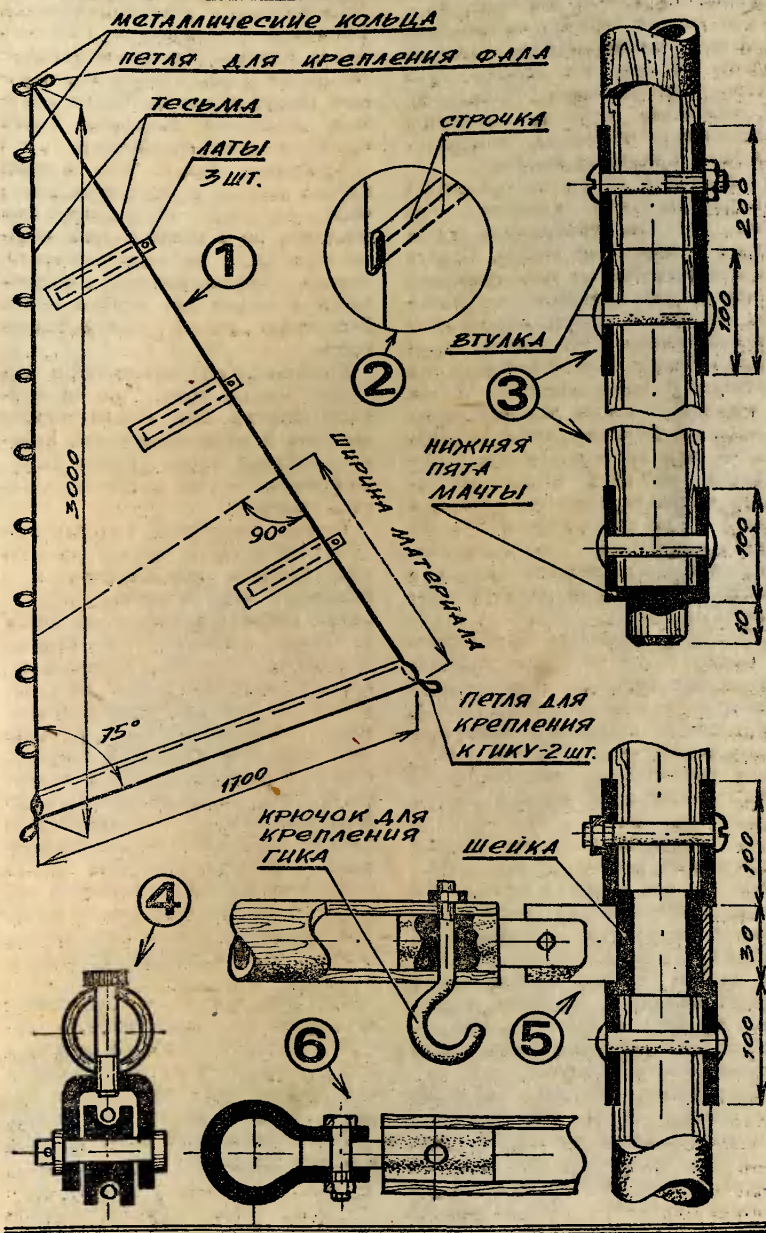 МЕТАЛЛИЧЕСКИЕ КОЛЬЦА
ПЕТЛЯ ДЛЯ КРЕПЛЕНИЯ ФАЛА
ТЕСЬМА
ЛАТЫ
3 ШТ.
1
СТРОЧКА
2
ВТУЛКА
3
200
100
НИЖНЯЯ
ПЯТА
МАЧТЫ
100
10
3000
90°
ШИРИНА МАТЕРИАЛА
75°
1700
ПЕТЛЯ ДЛЯ
КРЕПЛЕНИЯ
К ГИКУ-2 ШТ.
КРЮЧОК ДЛЯ
КРЕПЛЕНИЯ
ГИКА
ШЕЙКА
4
5
100
30
100
6